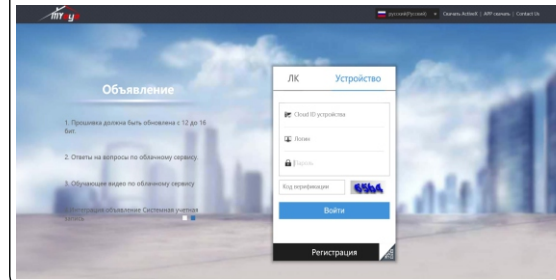 MYeye
русский(Русский)
Скачать ActiveX | APP скачать | Contact Us
Объявление
1. Прошивка должна быть обновлена с 12 до 16
бит.
2. Ответы на вопросы по облачному сервису.
3. Обучающее видео по облачному сервису
объявление Системная учетная
ЛК
Устройство
Cloud ID устройства
Логин
Пароль
Код верификации
Войти
Регистрация